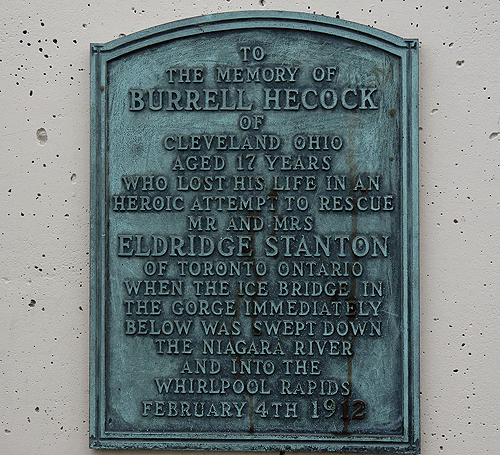 TO
THE MEMORY OF
BURRELL HECOCK
OF
CLEVELAND OHIO
AGED 17 YEARS
WHO LOST HIS LIFE IN AN
HEROIC ATTEMPT TO RESCUE
MR AND MRS
ELDRIDGE STANTON
OF TORONTO ONTARIO
WHEN THE ICE BRIDGE IN
THE GORGE IMMEDIATELY
BELOW WAS SWEPT DOWN
THE NIAGARA RIVER
AND INTO THE
WHIRLPOOL RAPIDS
FEBRUARY 4TH 1912